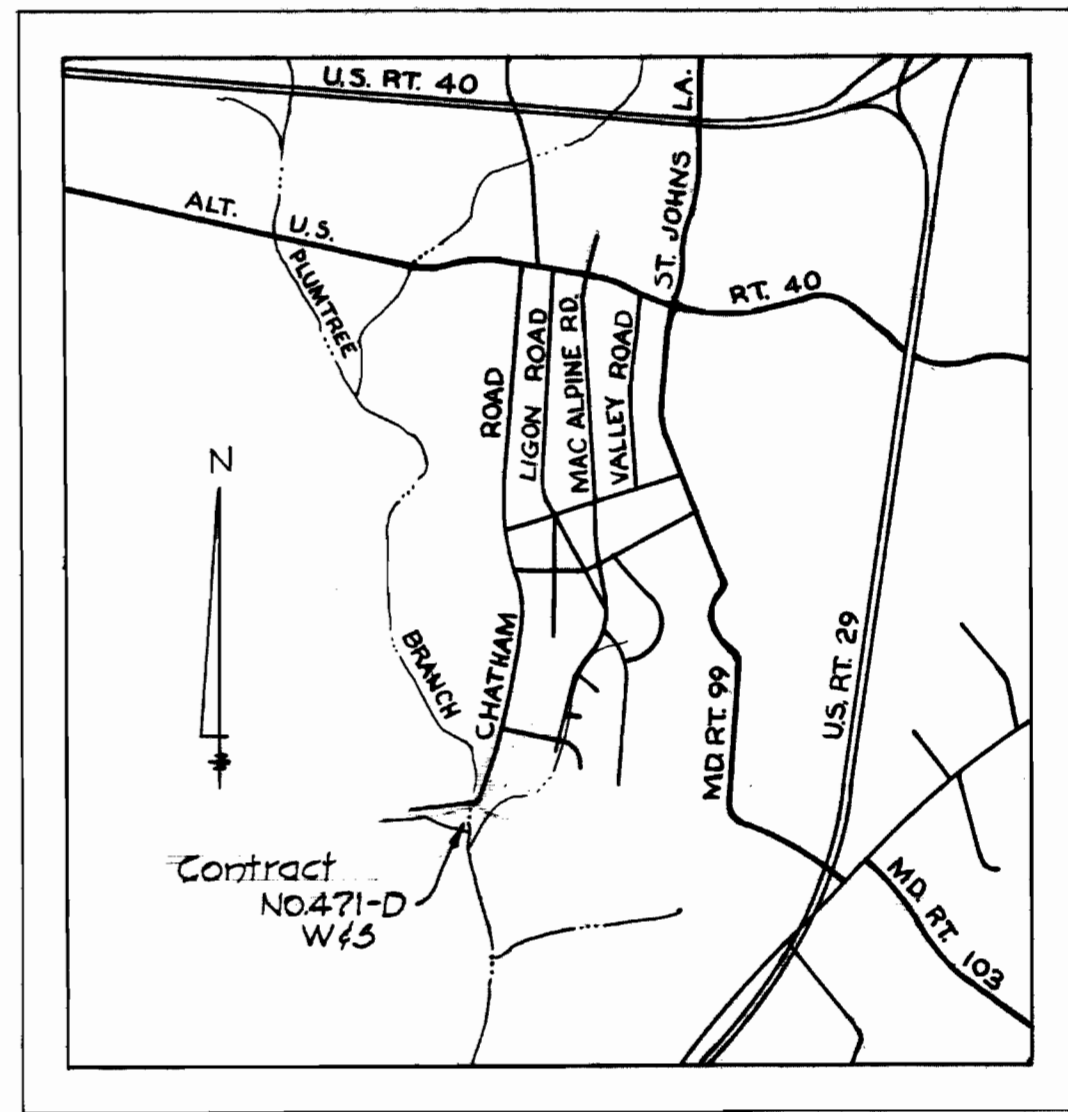 U.S. RT. 40
ST. JOHNS LA.
ALT. U.S. RT. 40
PLUMTREE BRANCH
CHATHAM ROAD
LIGON ROAD
MAC ALPINE RD.
VALLEY ROAD
N
MD. RT. 99
U.S. RT. 29
MD. RT. 103
Contract
NO. 471-D
W&S